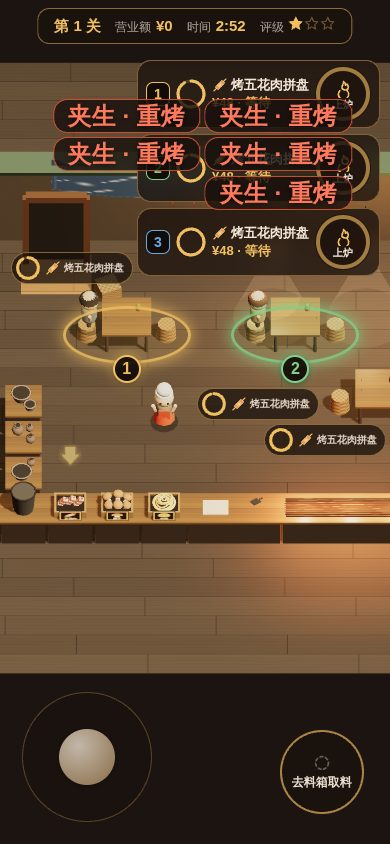 第 1 关 营业额 ¥0 时间 2:52 评级
1 烤五花肉拼盘
夹生 · 重烤 夹生 · 重烤
夹生 · 重烤 夹生 · 重烤
夹生 · 重烤
3 烤五花肉拼盘
¥48 · 等待
上炉
烤五花肉拼盘
1
2
烤五花肉拼盘
烤五花肉拼盘
去料箱取料